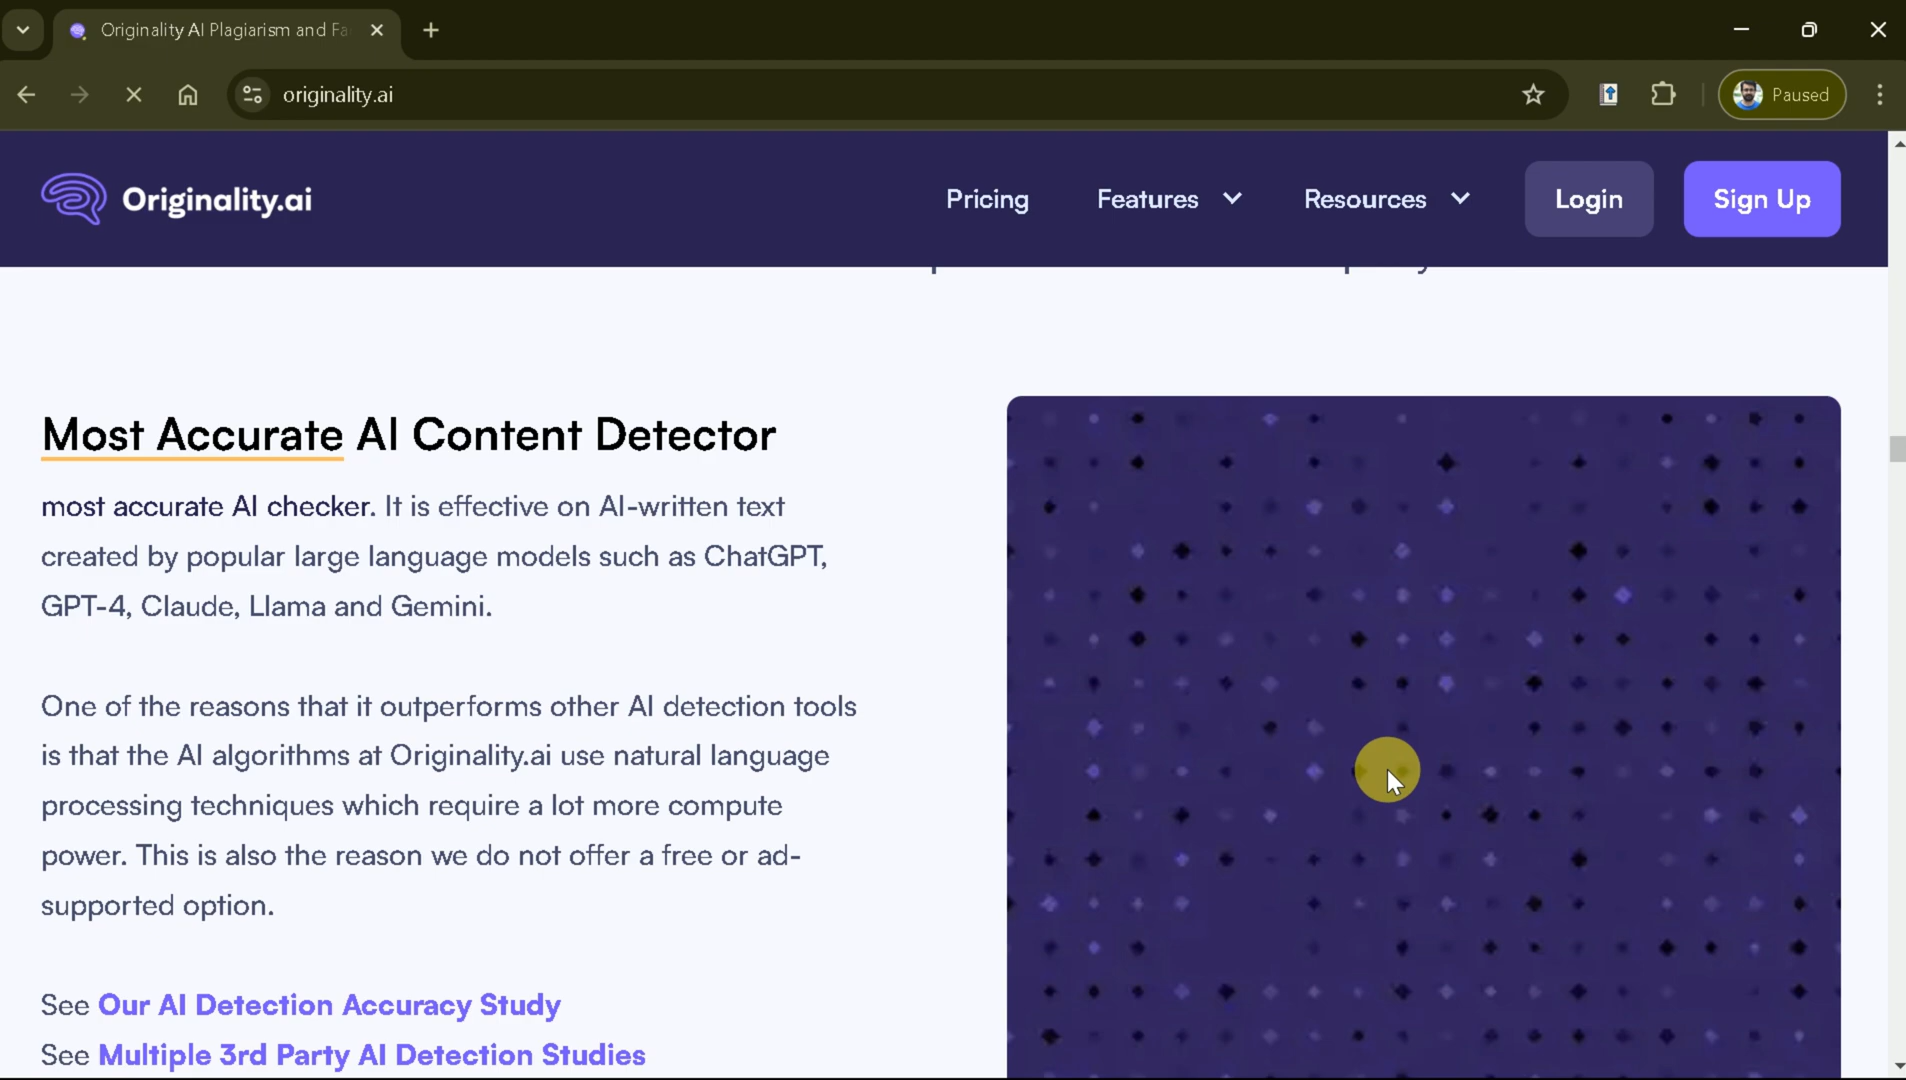 Originality AI Plagiarism and Fa
originality.ai
Paused
Originality.ai
Pricing
Features
Resources
Login
Sign Up
Most Accurate AI Content Detector
most accurate AI checker. It is effective on AI-written text
created by popular large language models such as ChatGPT,
GPT-4, Claude, Llama and Gemini.
One of the reasons that it outperforms other AI detection tools
is that the AI algorithms at Originality.ai use natural language
processing techniques which require a lot more compute
power. This is also the reason we do not offer a free or ad-
supported option.
See Our AI Detection Accuracy Study
See Multiple 3rd Party AI Detection Studies